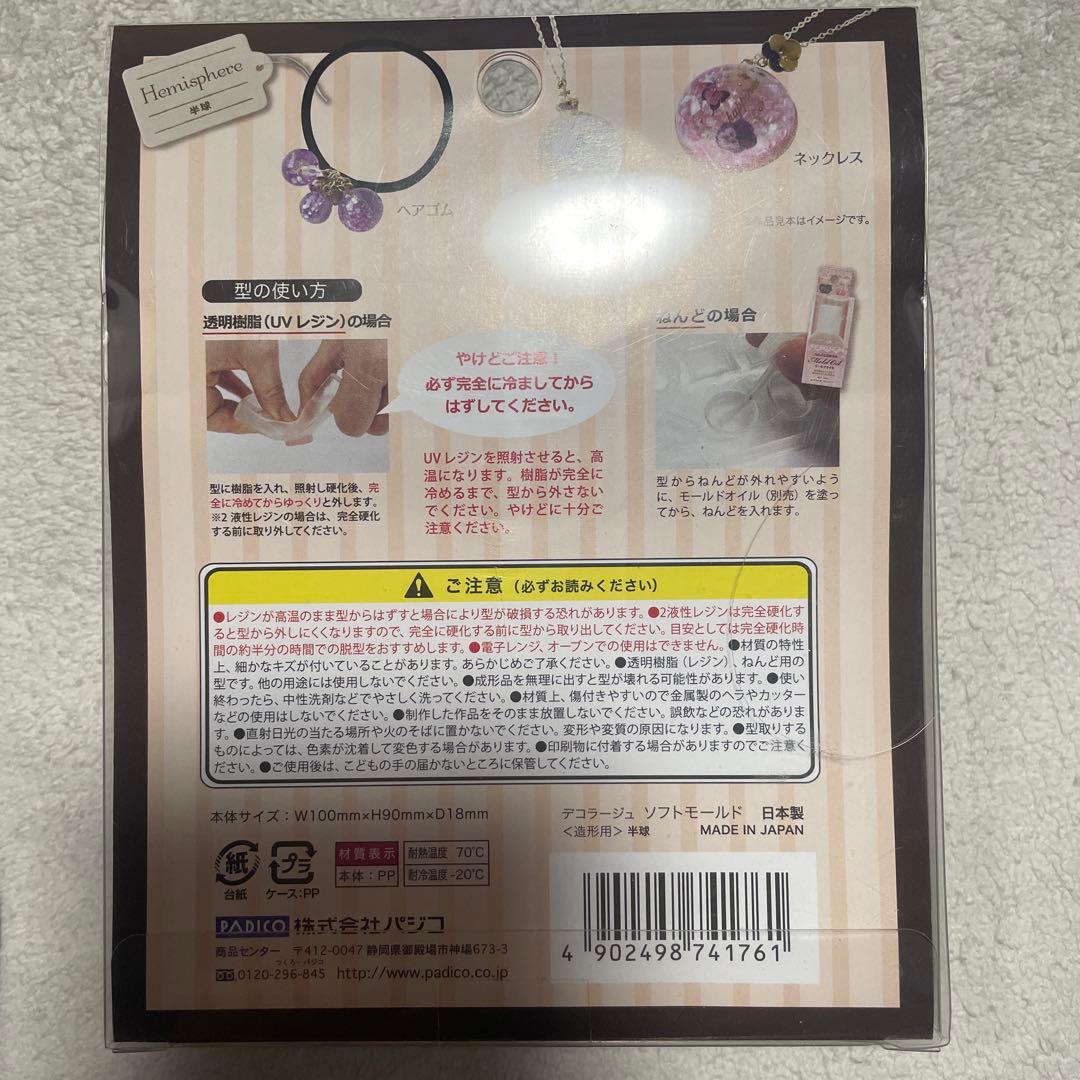 Hemisphere
半球
ヘアゴム
ネックレス
品見本はイメージです。
型の使い方
透明樹脂（UV レジン）の場合
やけどご注意！
必ず完全に冷ましてから
はずしてください。
型に樹脂を入れ、照射し硬化後、完
全に冷めてからゆっくりと外します。
※2 液性レジンの場合は、完全硬化
する前に取り外してください。
UV レジンを照射させると、高
温になります。樹脂が完全に
冷めるまで、型から外さない
でください。やけどに十分ご
注意ください。
ねんどの場合
型からねんどが外れやすいよう
に、モールドオイル（別売）を塗っ
てから、ねんどを入れます。
ご注意（必ずお読みください）
●レジンが高温のまま型からはずすと場合により型が破損する恐れがあります。●2液性レジンは完全硬化す
ると型から外しにくくなりますので、完全に硬化する前に型から取り出してください。目安としては完全硬化時
間の約半分の時間での脱型をおすすめします。●電子レンジ、オーブンでの使用はできません。●材質の特性
上、細かなキズが付いていることがあります。あらかじめご了承ください。●透明樹脂（レジン）、ねんど用の
型です。他の用途には使用しないでください。●成形品を無理に出すと型が壊れる可能性があります。●使い
終わったら、中性洗剤などでやさしく洗ってください。●材質上、傷付きやすいので金属製のヘラやカッター
などの使用はしないでください。●制作した作品をそのまま放置しないでください。誤飲などの恐れがありま
す。●直射日光の当たる場所や火のそばに置かないでください。変形や変質の原因になります。●型取りする
ものによっては、色素が沈着して変色する場合があります。●印刷物に付着する場合がありますのでご注意く
ださい。●ご使用後は、こどもの手の届かないところに保管してください。
本体サイズ：W100mm×H90mm×D18mm
デコラージュ ソフトモールド 日本製
＜造形用＞半球 MADE IN JAPAN
紙
台紙
プラ
ケース：PP
材質表示
本体：PP
耐熱温度 70℃
耐冷温度 -20℃
PADICO 株式会社パジコ
商品センター 〒412-0047 静岡県御殿場市神場673-3
つくろーパジコ
0120-296-845 http://www.padico.co.jp
4 902498 741761